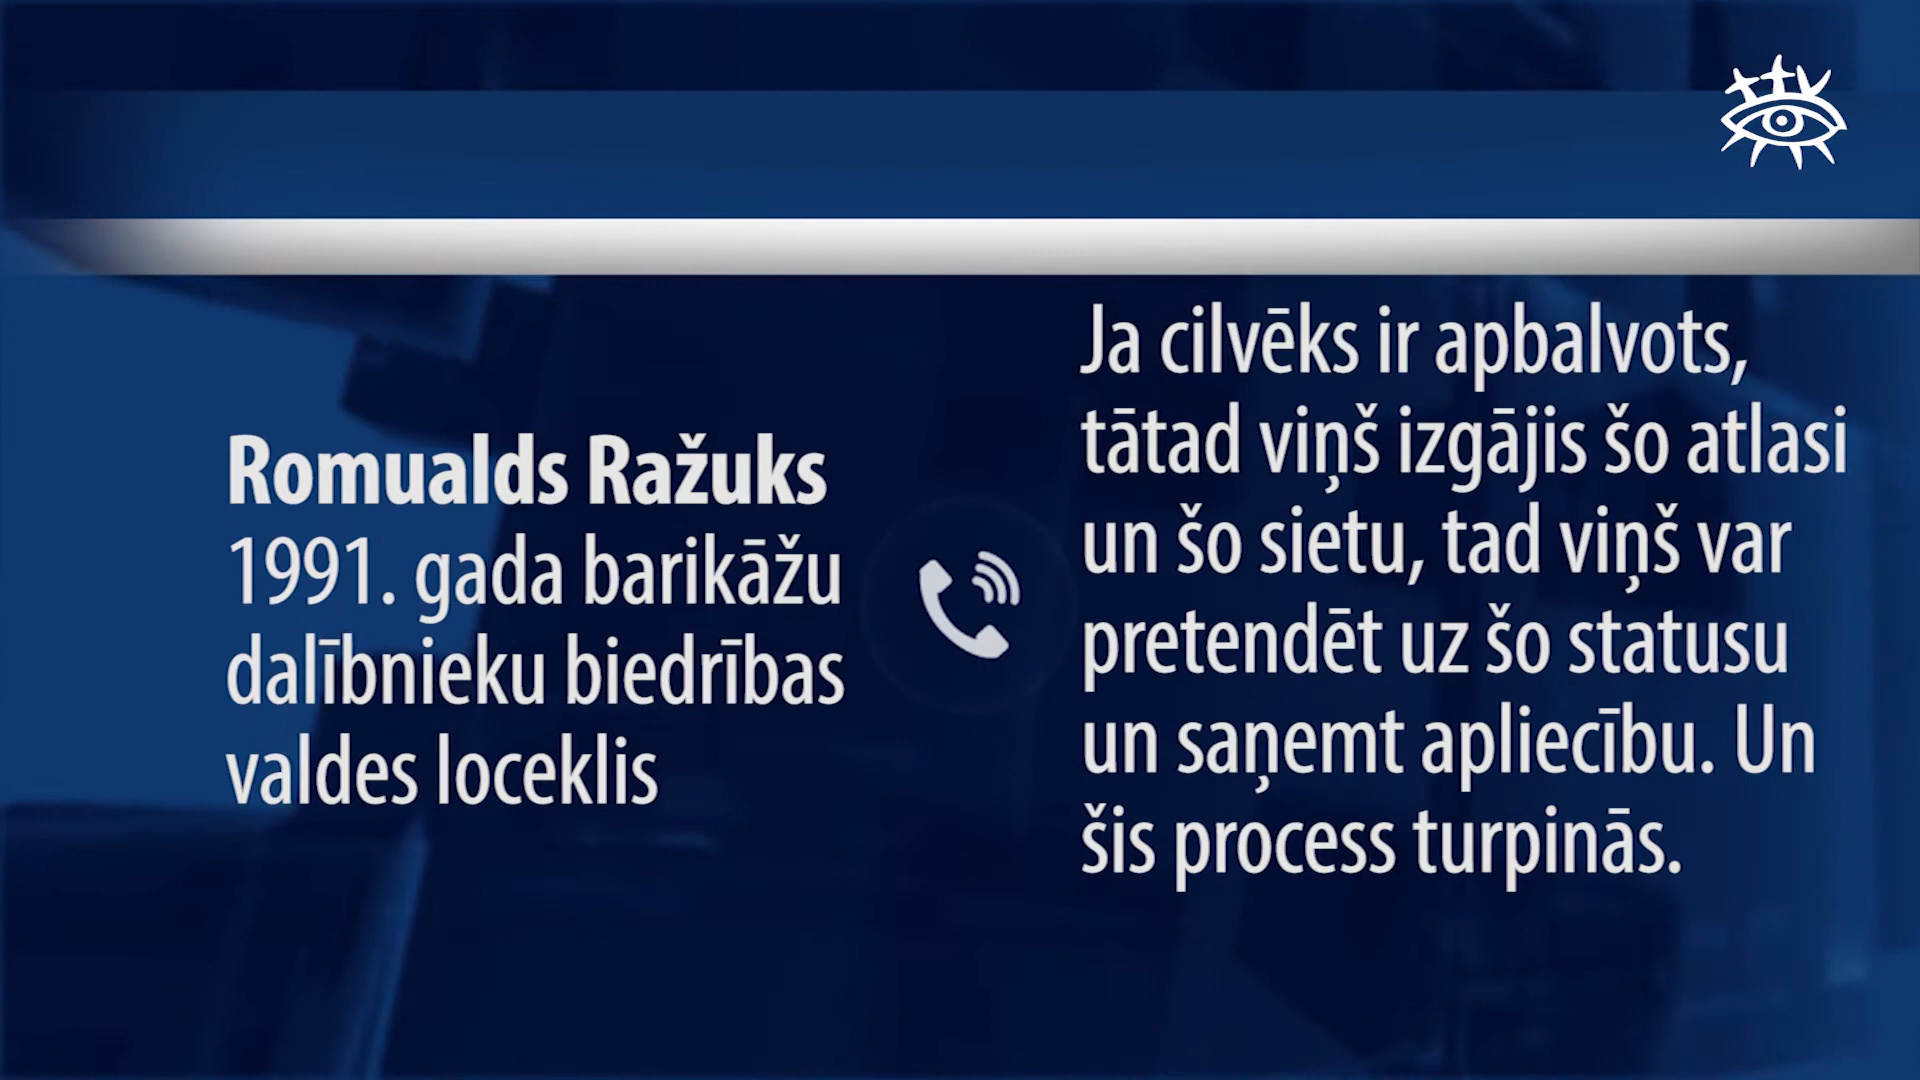 Romualds Ražuks
1991. gada barikāžu
dalībnieku biedrības
valdes loceklis
Ja cilvēks ir apbalvots,
tātad viņš izgājis šo atlasi
un šo sietu, tad viņš var
pretendēt uz šo statusu
un saņemt apliecību. Un
šis process turpinās.